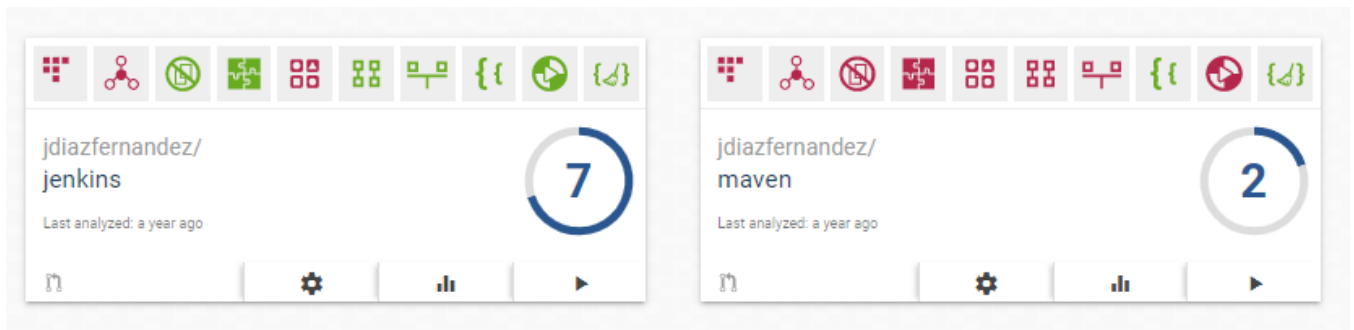 jdiazfernandez/
jenkins
7
Last analyzed: a year ago
jdiazfernandez/
maven
2
Last analyzed: a year ago